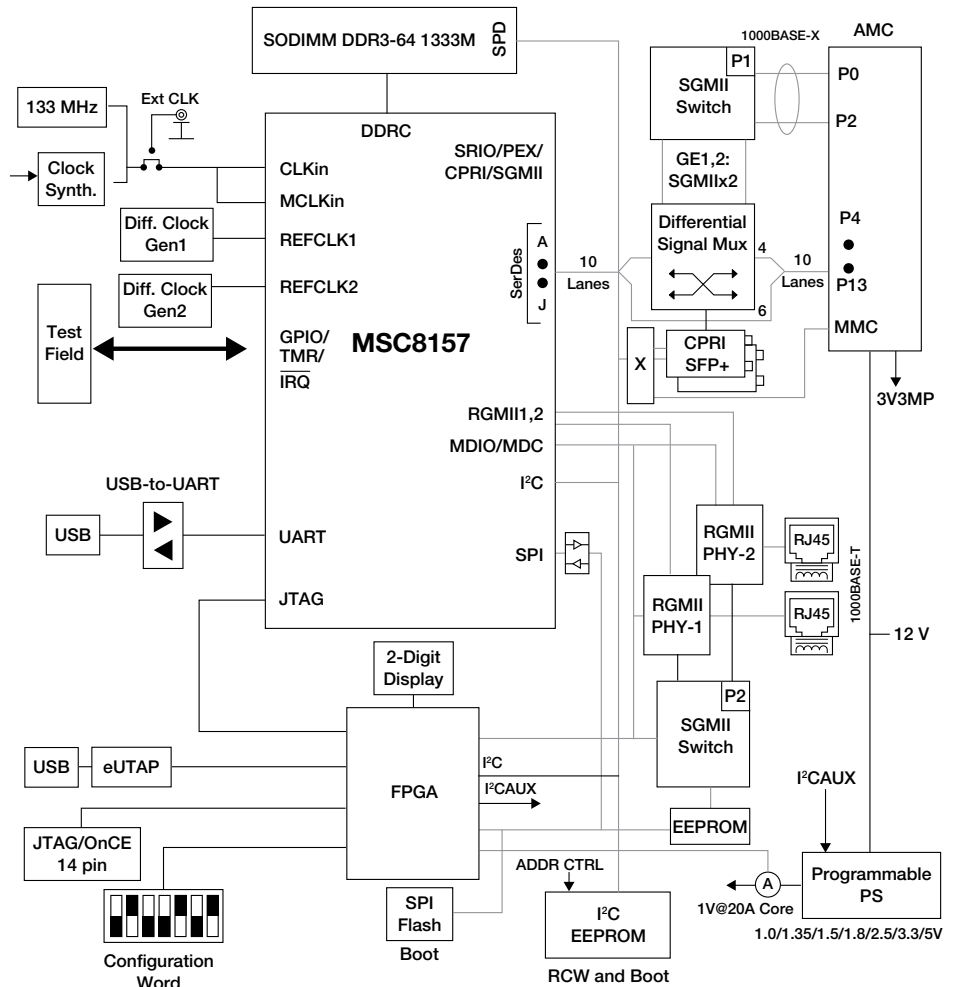 SODIMM DDR3-64 1333M
SPD
1000BASE-X
AMC
P1
SGMII
Switch
P0
P2
133 MHz
Ext CLK
Clock
Synth.
DDRC
CLKin
MCLKin
SRIO/PEX/
CPRI/SGMII
GE1,2:
SGMIIx2
Diff. Clock
Gen1
REFCLK1
Diff. Clock
Gen2
REFCLK2
SerDes
A
J
10
Lanes
Differential
Signal Mux
4
6
10
Lanes
P4
P13
MMC
3V3MP
Test
Field
GPIO/
TMR/
IRQ
MSC8157
X
CPRI
SFP+
RGMII1,2
MDIO/MDC
I²C
USB-to-UART
USB
UART
SPI
JTAG
RGMII
PHY-2
RJ45
RGMII
PHY-1
RJ45
1000BASE-T
12 V
2-Digit
Display
P2
SGMII
Switch
USB
eUTAP
FPGA
I²C
I²CAUX
I²CAUX
JTAG/OnCE
14 pin
EEPROM
ADDR CTRL
A
1V@20A Core
Programmable
PS
1.0/1.35/1.5/1.8/2.5/3.3/5V
SPI
Flash
Boot
I²C
EEPROM
RCW and Boot
Configuration
Word